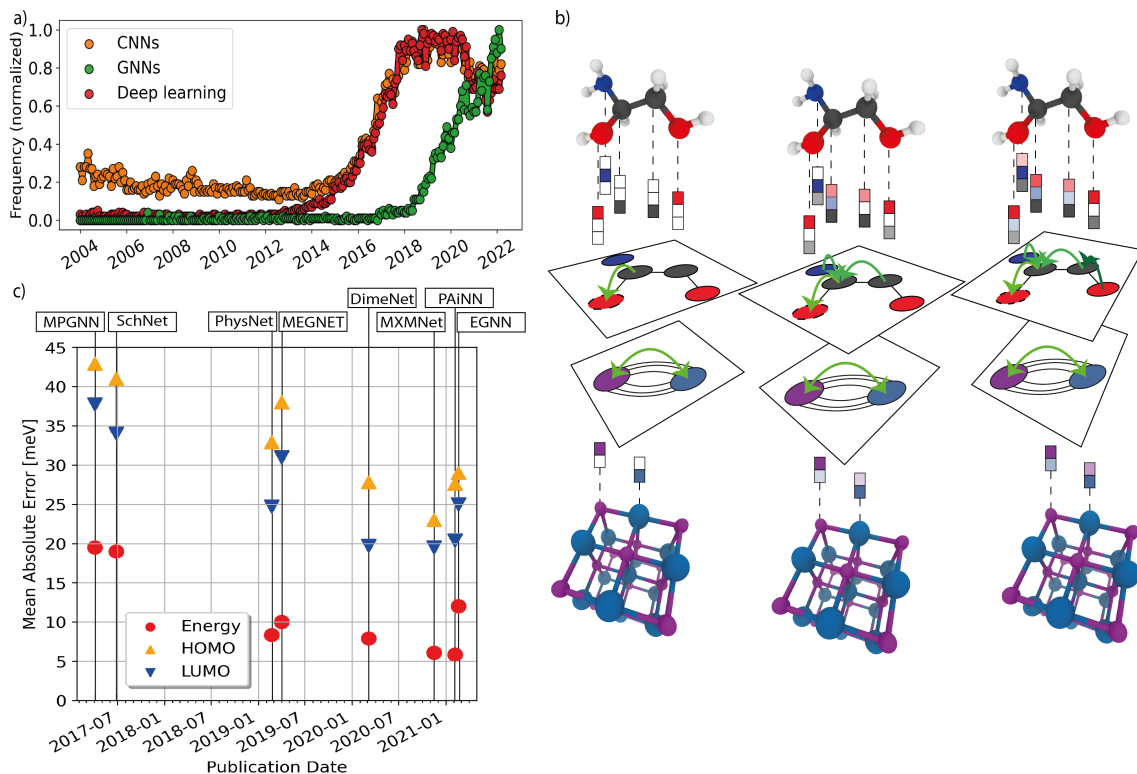 a)
Frequency (normalized)
1.0
0.8
0.6
0.4
0.2
0.0
CNNs
GNNs
Deep learning
2004
2006
2008
2010
2012
2014
2016
2018
2020
2022
b)
c)
MPGNN
SchNet
PhysNet
MEGNET
DimeNet
MXMNet
PAiNN
EGNN
Mean Absolute Error [meV]
45
40
35
30
25
20
15
10
5
0
Energy
HOMO
LUMO
2017-07
2018-01
2018-07
2019-01
2019-07
2020-01
2020-07
2021-01
Publication Date